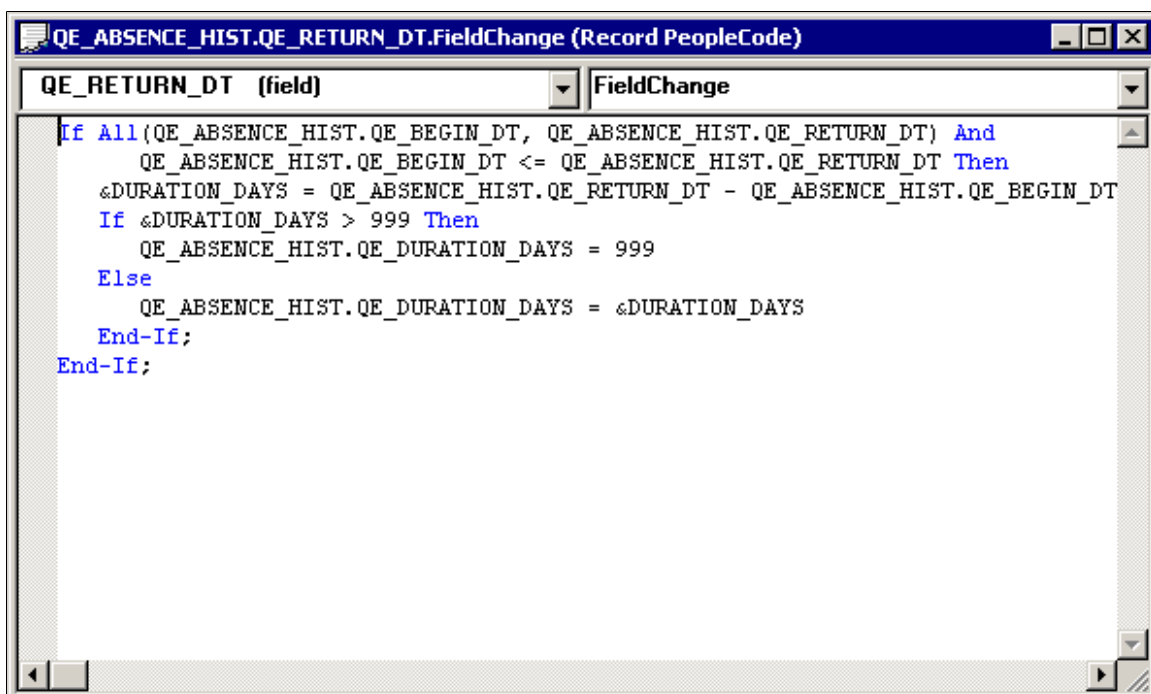 QE_ABSENCE_HIST.QE_RETURN_DT.FieldChange (Record PeopleCode)
QE_RETURN_DT (field) FieldChange
If All(QE_ABSENCE_HIST.QE_BEGIN_DT, QE_ABSENCE_HIST.QE_RETURN_DT) And
QE_ABSENCE_HIST.QE_BEGIN_DT <= QE_ABSENCE_HIST.QE_RETURN_DT Then
&DURATION_DAYS = QE_ABSENCE_HIST.QE_RETURN_DT - QE_ABSENCE_HIST.QE_BEGIN_DT
If &DURATION_DAYS > 999 Then
QE_ABSENCE_HIST.QE_DURATION_DAYS = 999
Else
QE_ABSENCE_HIST.QE_DURATION_DAYS = &DURATION_DAYS
End-If;
End-If;